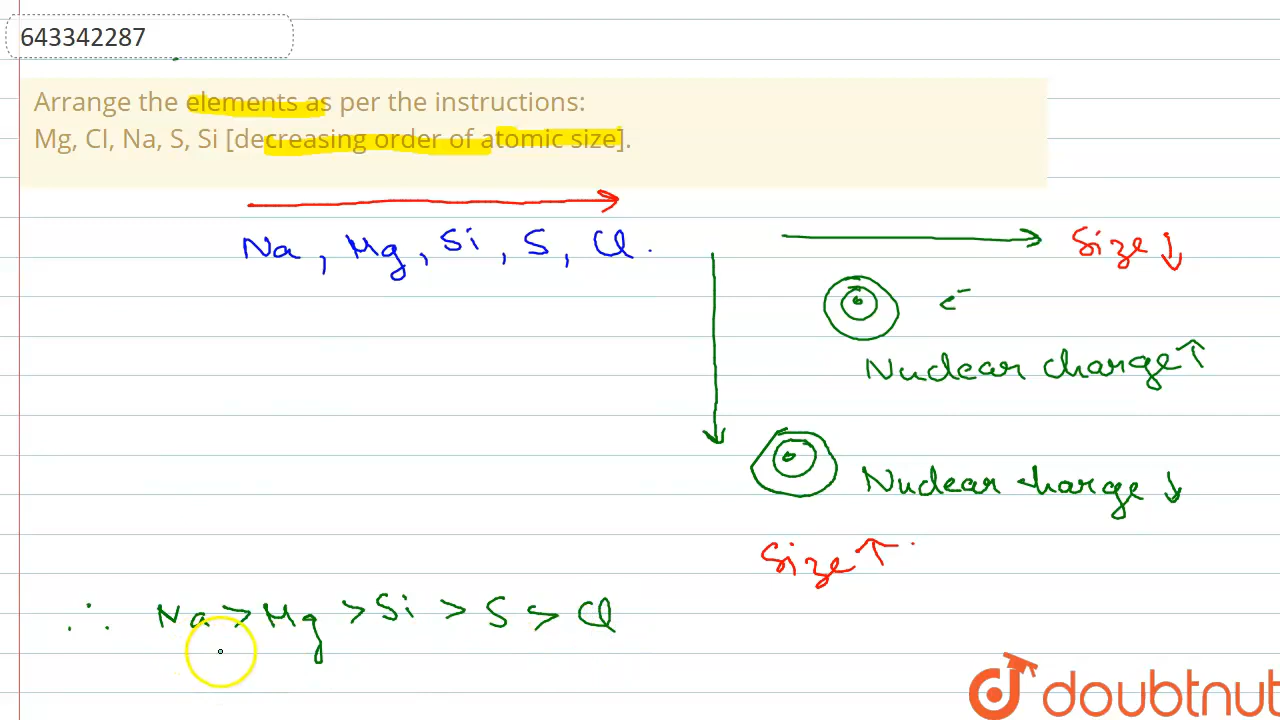 643342287
Arrange the elements as per the instructions:
Mg, Cl, Na, S, Si [decreasing order of atomic size].
Na, Mg, Si, S, Cl.
Size ↓
e⁻
Nuclear charge ↑
Nuclear charge ↓
Size ↑
∴ Na > Mg > Si > S > Cl
doubtnut